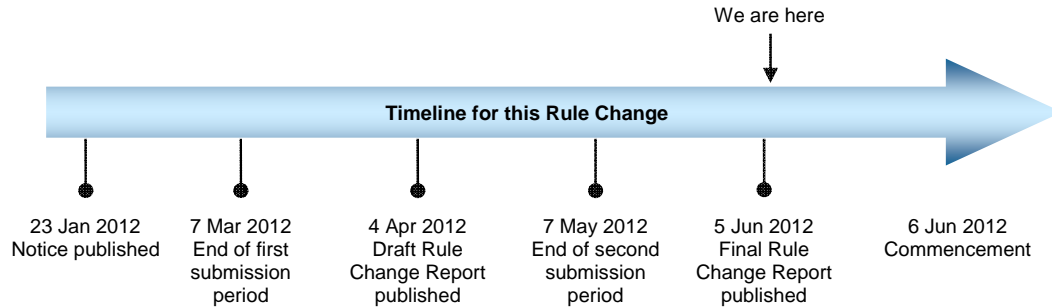 We are here
Timeline for this Rule Change
23 Jan 2012
Notice published
7 Mar 2012
End of first
submission
period
4 Apr 2012
Draft Rule
Change Report
published
7 May 2012
End of second
submission
period
5 Jun 2012
Final Rule
Change Report
published
6 Jun 2012
Commencement